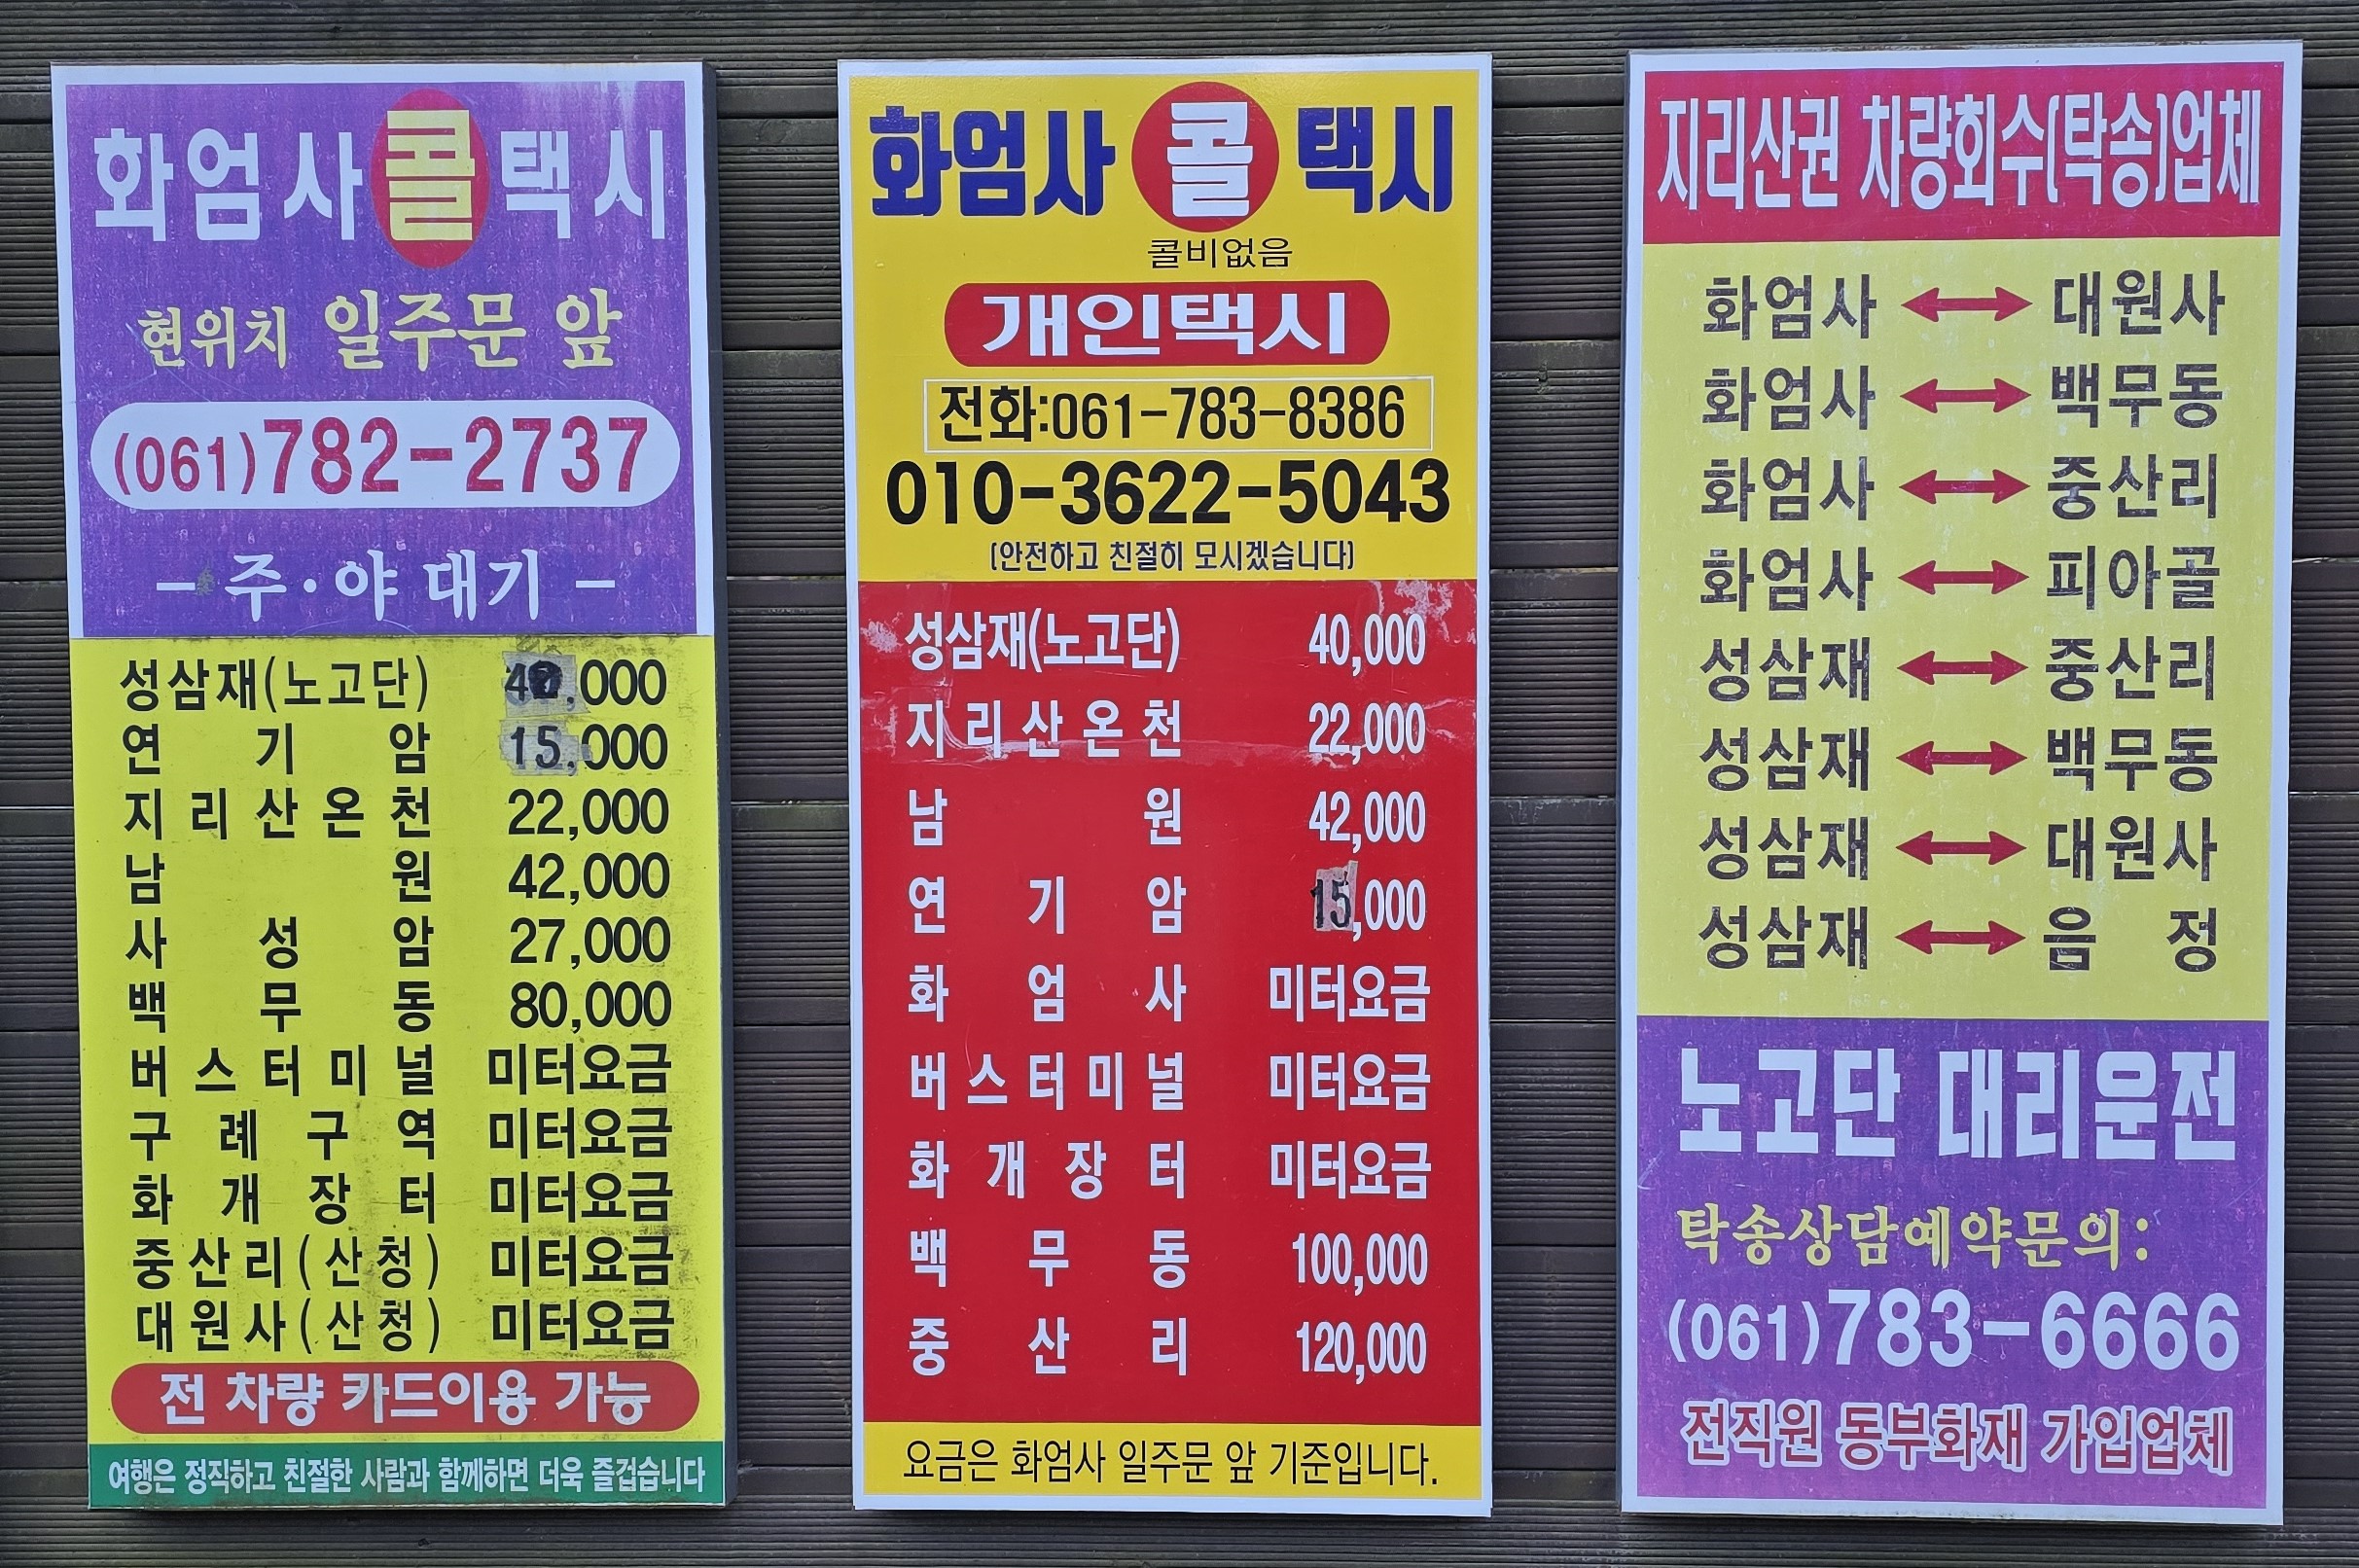 화엄사콜택시
현위치 일주문 앞
(061)782-2737
- 주·야 대기 -
성삼재(노고단) 40,000
연기암 15,000
지리산온천 22,000
남원 42,000
사성암 27,000
백무동 80,000
버스터미널 미터요금
구례구역 미터요금
화개장터 미터요금
중산리(산청) 미터요금
대원사(산청) 미터요금
전 차량 카드이용 가능
여행은 정직하고 친절한 사람과 함께하면 더욱 즐겁습니다
화엄사 콜 택시
콜비없음
개인택시
전화:061-783-8386
010-3622-5043
(안전하고 친절히 모시겠습니다)
성삼재(노고단) 40,000
지리산온천 22,000
남원 42,000
연기암 15,000
화엄사 미터요금
버스터미널 미터요금
화개장터 미터요금
백무동 100,000
중산리 120,000
요금은 화엄사 일주문 앞 기준입니다.
지리산권 차량회수(탁송)업체
화엄사 ↔ 대원사
화엄사 ↔ 백무동
화엄사 ↔ 중산리
화엄사 ↔ 피아골
성삼재 ↔ 중산리
성삼재 ↔ 백무동
성삼재 ↔ 대원사
성삼재 ↔ 음정
노고단 대리운전
탁송상담예약문의:
(061)783-6666
전직원 동부화재 가입업체